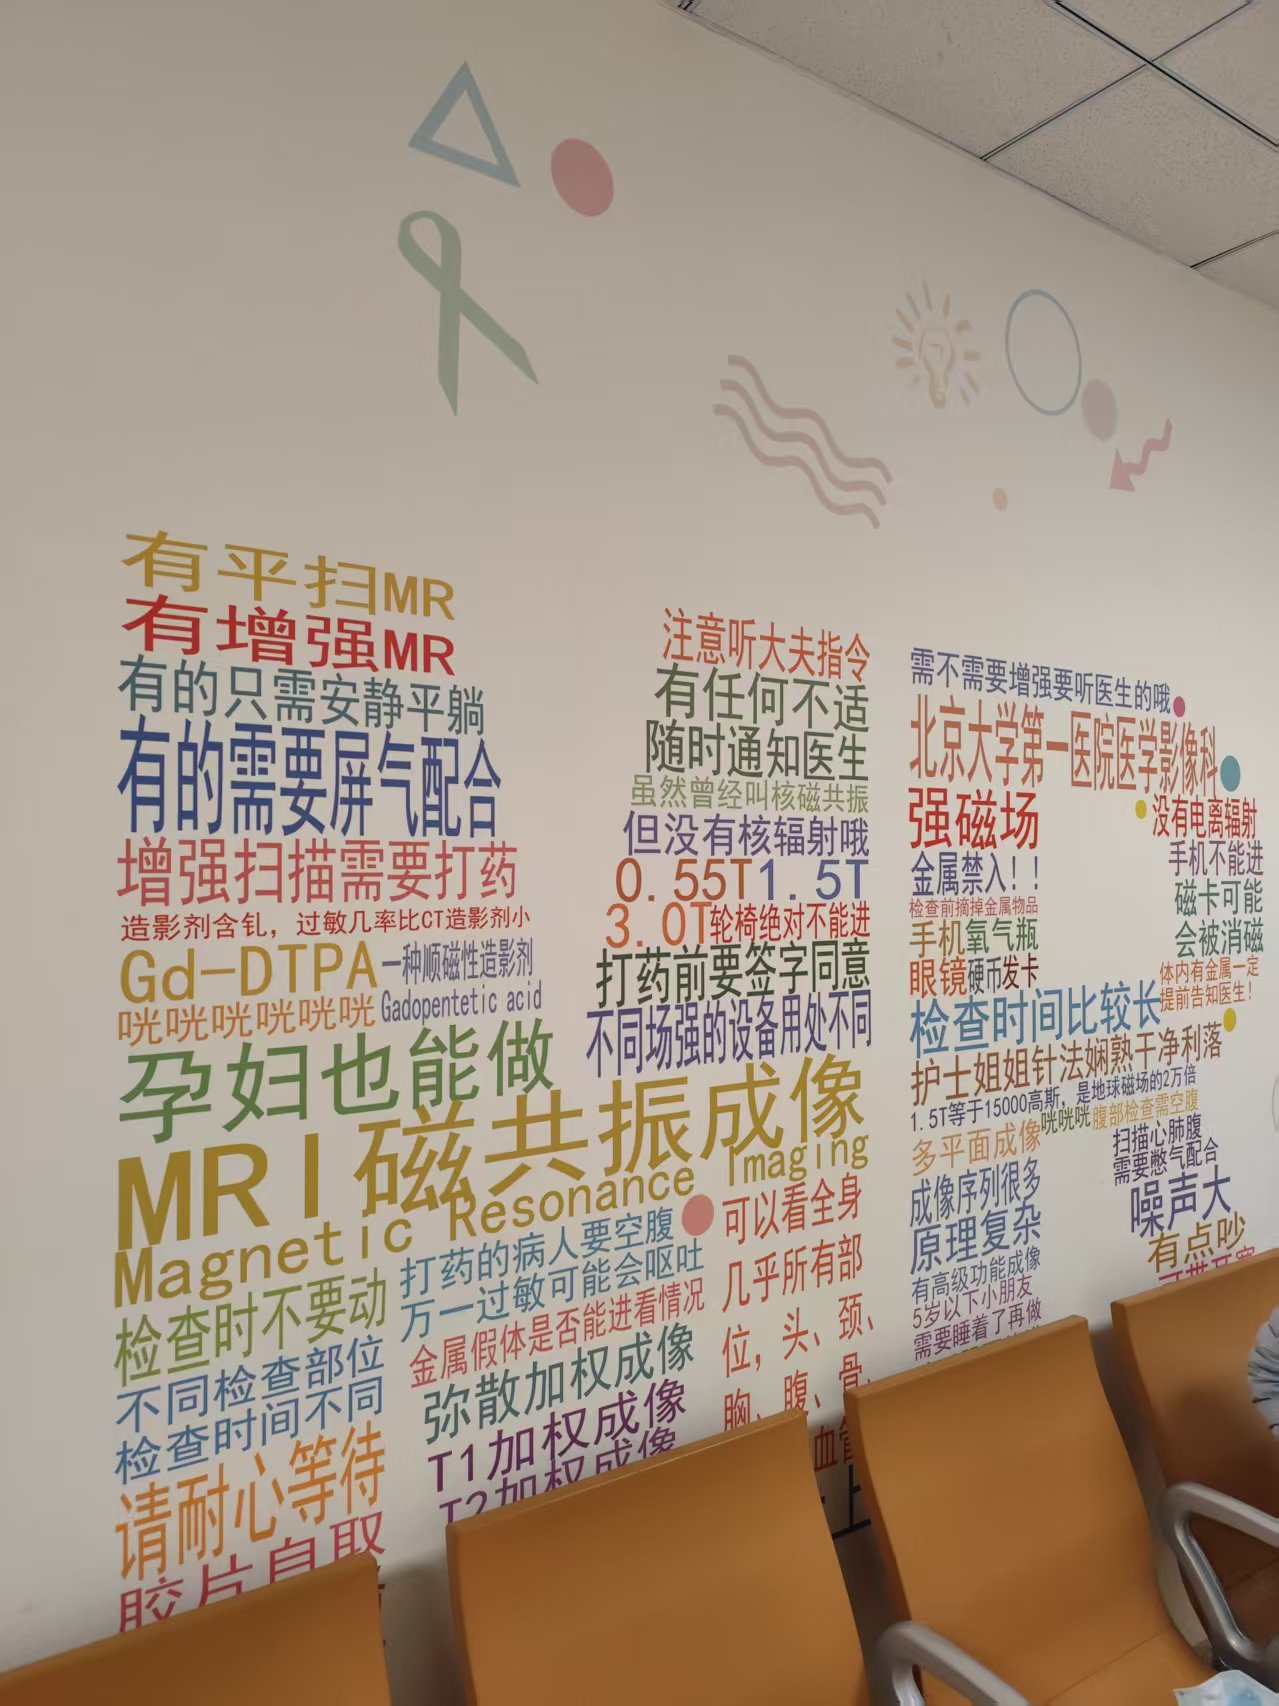 有平扫MR
有增强MR
有的只需安静平躺
有的需要屏气配合
增强扫描需要打药
造影剂含钆，过敏几率比CT造影剂小
Gd-DTPA
一种顺磁性造影剂
Gadopentetic acid
咣咣咣咣咣咣
孕妇也能做
注意听大夫指令
有任何不适
随时通知医生
虽然曾经叫核磁共振
但没有核辐射哦
0.55T1.5T
3.0T轮椅绝对不能进
打药前要签字同意
不同场强的设备用处不同
MRI磁共振成像
Magnetic Resonance Imaging
检查时不要动
不同检查部位
检查时间不同
请耐心等待
胶片自取
打药的病人要空腹
万一过敏可能会呕吐
金属假体是否能进看情况
弥散加权成像
T1加权成像
T2加权成像
可以看全身
几乎所有部
位，头、颈、
胸、腹、骨、
血管
需不需要增强要听医生的哦
北京大学第一医院医学影像科
强磁场
金属禁入！！
检查前摘掉金属物品
手机氧气瓶
眼镜硬币发卡
没有电离辐射
手机不能进
磁卡可能
会被消磁
体内有金属一定
提前告知医生！
检查时间比较长
护士姐姐针法娴熟干净利落
1.5T等于15000高斯，是地球磁场的2万倍
多平面成像
咣咣咣
腹部检查需空腹
成像序列很多
原理复杂
有高级功能成像
5岁以下小朋友
需要睡着了再做
扫描心肺腹
需要憋气配合
噪声大
有点吵